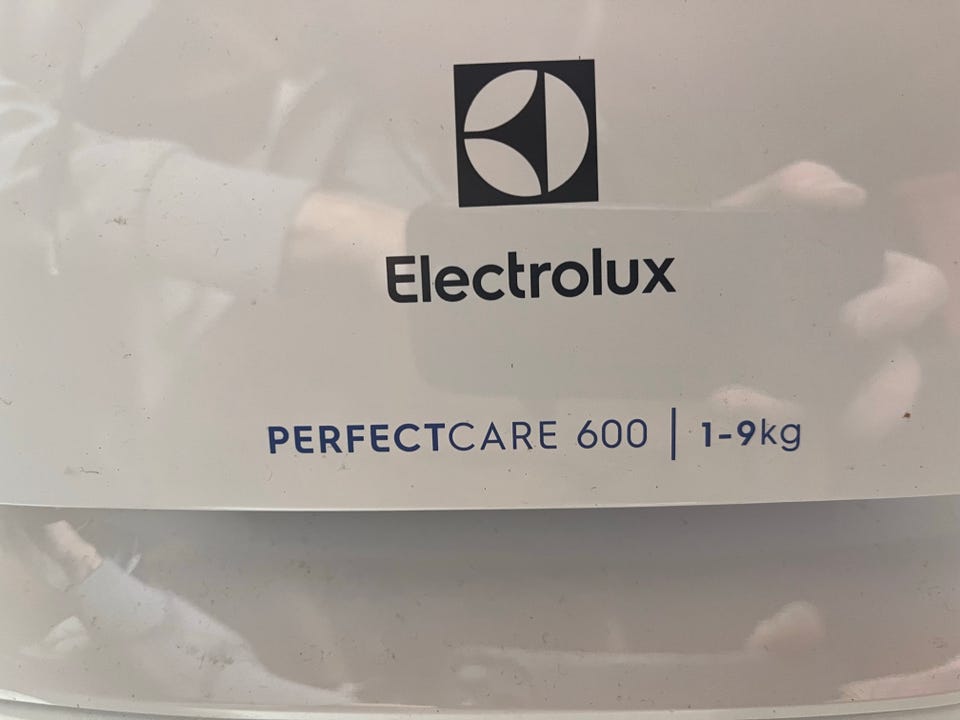 Electrolux
PERFECTCARE 600 | 1-9kg